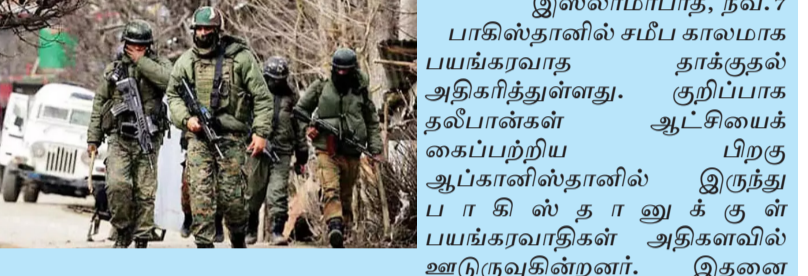 இஸ்லாமாபாத், நவ.7
பாகிஸ்தானில் சமீப காலமாக
பயங்கரவாத தாக்குதல்
அதிகரித்துள்ளது. குறிப்பாக
தலீபான்கள் ஆட்சியைக்
கைப்பற்றிய பிறகு
ஆப்கானிஸ்தானில் இருந்து
பாகிஸ்தானுக்குள்
பயங்கரவாதிகள் அதிகளவில்
ஊடுருவுகின்றனர். இதனை